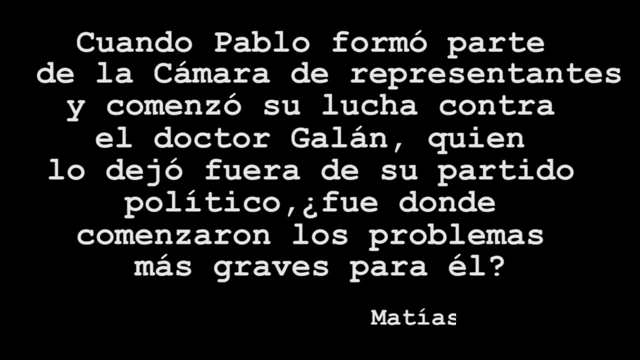 Cuando Pablo formó parte
de la Cámara de representantes
y comenzó su lucha contra
el doctor Galán, quien
lo dejó fuera de su partido
político,¿fue donde
comenzaron los problemas
más graves para él?
Matías